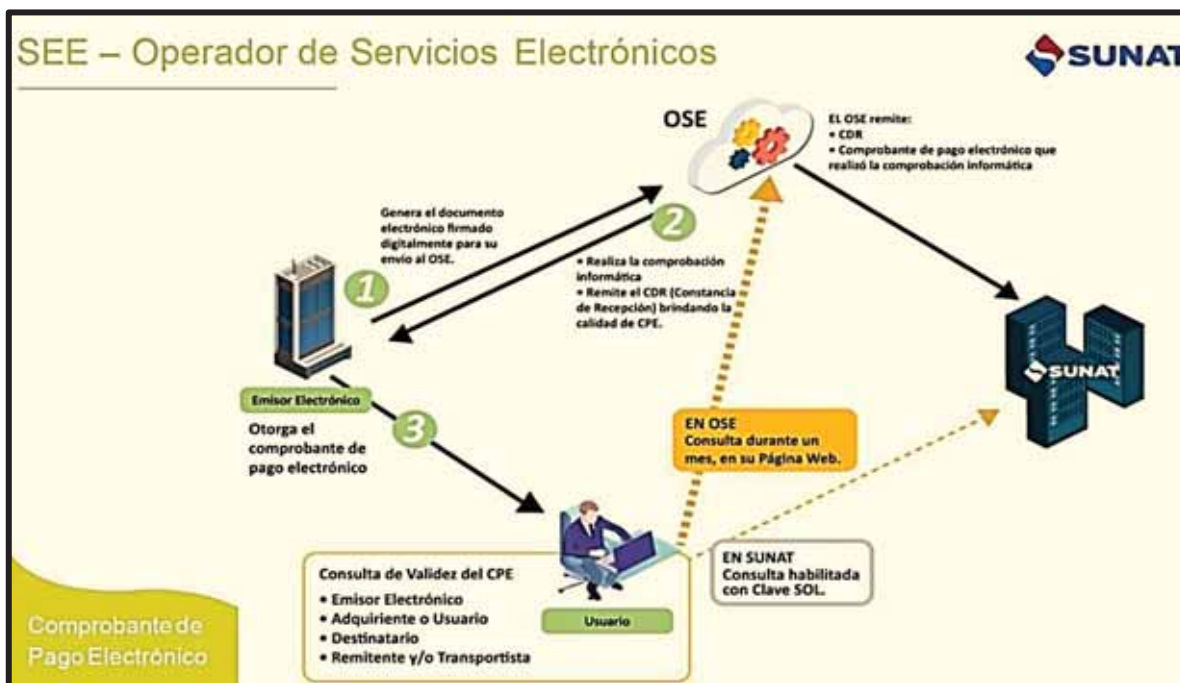 SEE – Operador de Servicios Electrónicos
SUNAT
OSE
EL OSE remite:
• CDR
• Comprobante de pago electrónico que
realizó la comprobación informática
Genera el documento
electrónico firmado
digitalmente para su
envío al OSE.
1
2
• Realiza la comprobación
informática
• Remite el CDR (Constancia
de Recepción) brindando la
calidad de CPE.
SUNAT
Emisor Electrónico
Otorga el
comprobante de
pago electrónico
3
EN OSE
Consulta durante un
mes, en su Página Web.
EN SUNAT
Consulta habilitada
con Clave SOL.
Consulta de Validez del CPE
• Emisor Electrónico
• Adquiriente o Usuario
• Destinatario
• Remitente y/o Transportista
Usuario
Comprobante de
Pago Electrónico